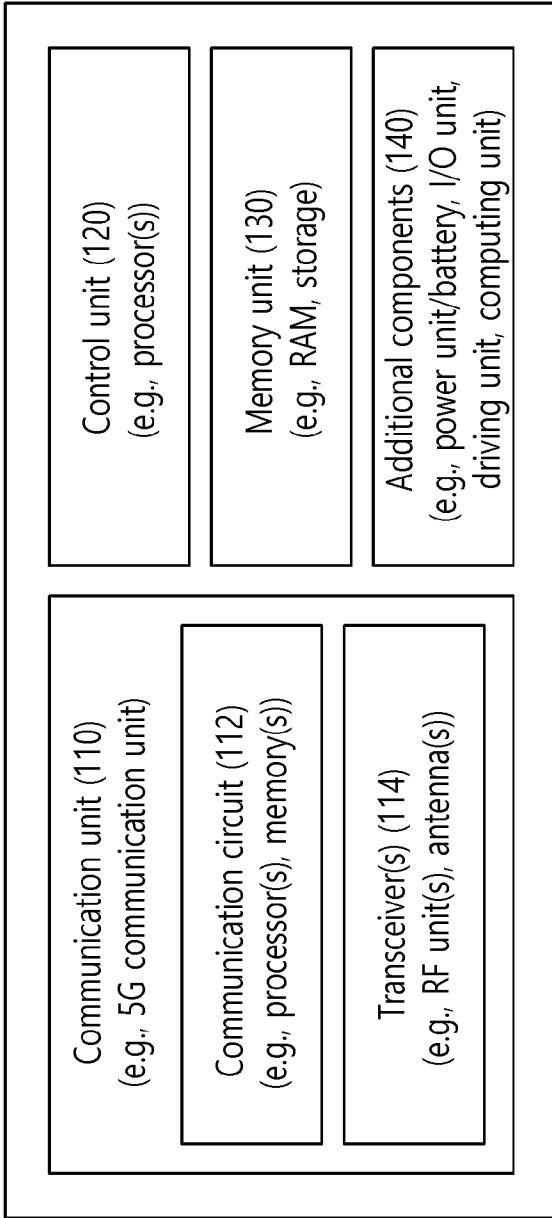 Communication unit (110)
(e.g., 5G communication unit)
Communication circuit (112)
(e.g., processor(s), memory(s))
Transceiver(s) (114)
(e.g., RF unit(s), antenna(s))
Control unit (120)
(e.g., processor(s))
Memory unit (130)
(e.g., RAM, storage)
Additional components (140)
(e.g., power unit/battery, I/O unit,
driving unit, computing unit)